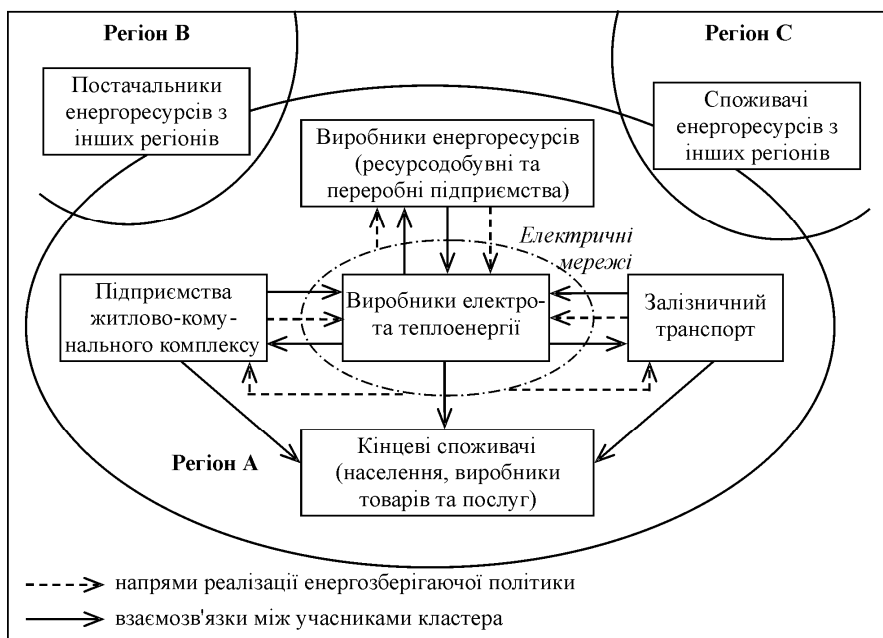 Регіон В
Регіон С
Постачальники
енергоресурсів з
інших регіонів
Споживачі
енергоресурсів з
інших регіонів
Виробники енергоресурсів
(ресурсодобувні та
переробні підприємства)
Електричні
мережі
Підприємства
житлово-кому-
нального комплексу
Виробники електро-
та теплоенергії
Залізничний
транспорт
Регіон А
Кінцеві споживачі
(населення, виробники
товарів та послуг)
напрями реалізації енергозберігаючої політики
взаємозв'язки між учасниками кластера